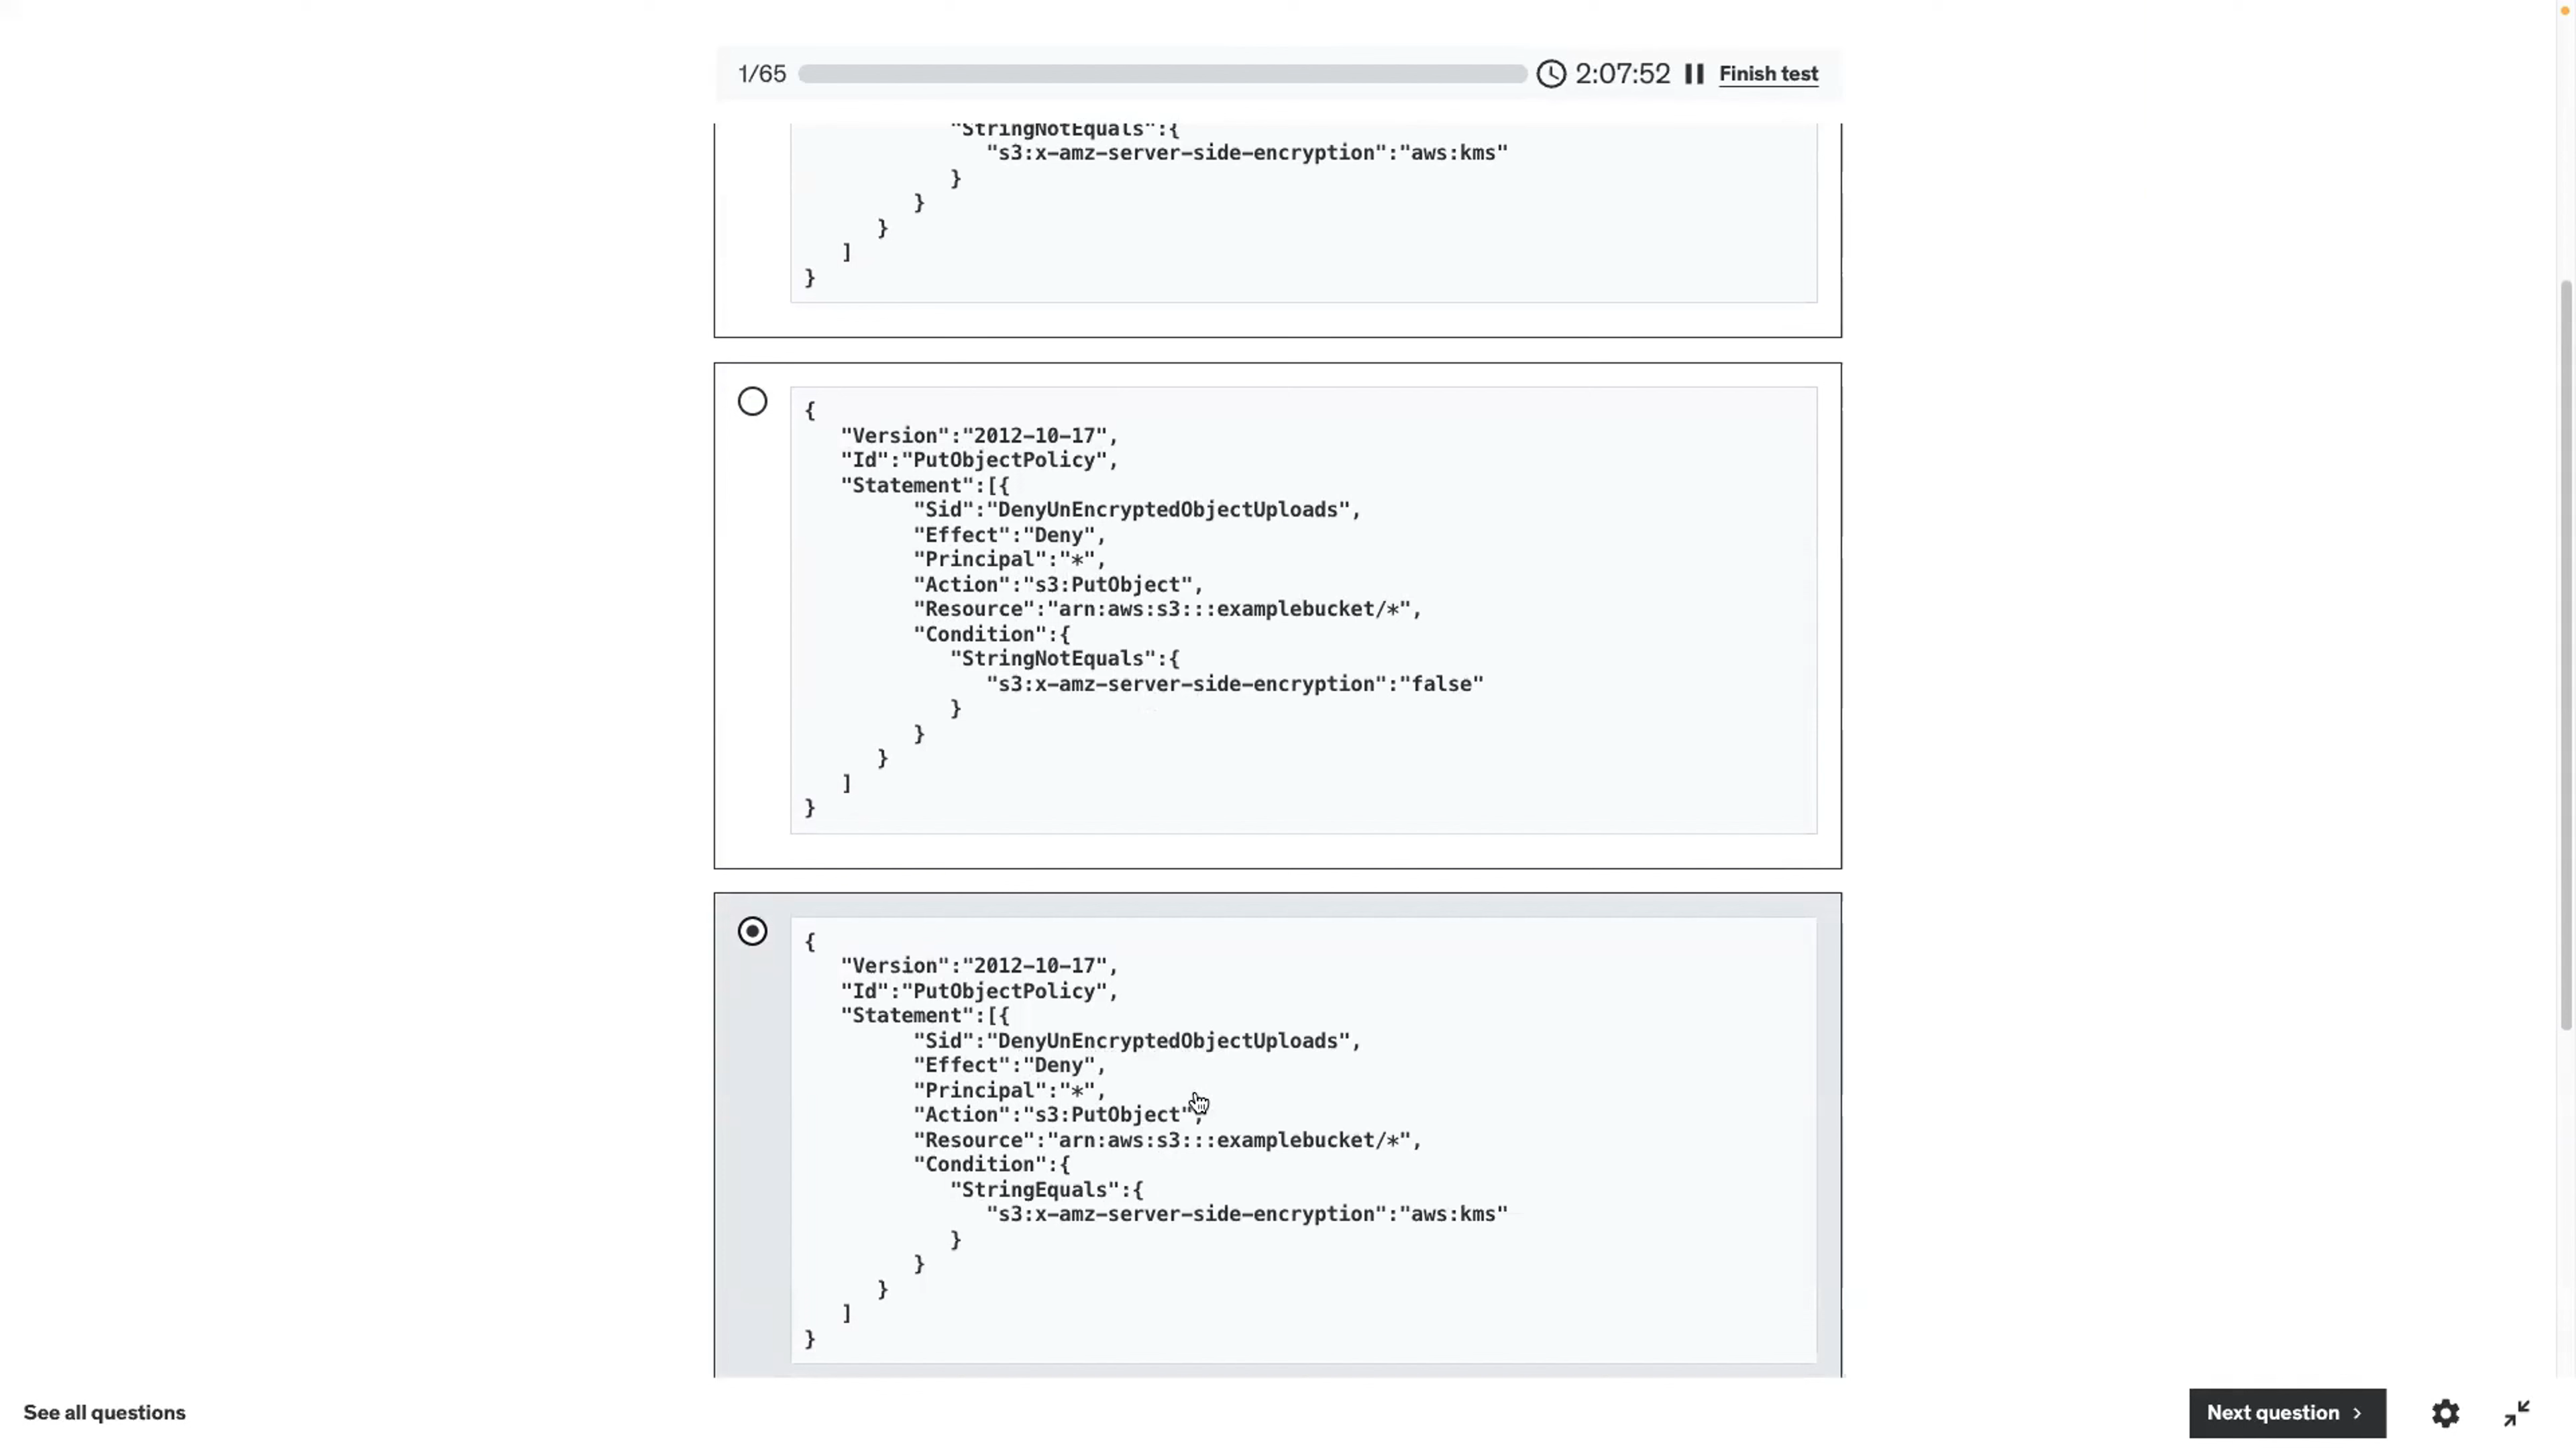 1/65 2:07:52 Finish test
"StringNotEquals":{
"s3:x-amz-server-side-encryption":"aws:kms"
}
}
}
]
}
{
"Version":"2012-10-17",
"Id":"PutObjectPolicy",
"Statement":[{
"Sid":"DenyUnEncryptedObjectUploads",
"Effect":"Deny",
"Principal":"*",
"Action":"s3:PutObject",
"Resource":"arn:aws:s3:::examplebucket/*",
"Condition":{
"StringNotEquals":{
"s3:x-amz-server-side-encryption":"false"
}
}
}
]
}
{
"Version":"2012-10-17",
"Id":"PutObjectPolicy",
"Statement":[{
"Sid":"DenyUnEncryptedObjectUploads",
"Effect":"Deny",
"Principal":"*",
"Action":"s3:PutObject",
"Resource":"arn:aws:s3:::examplebucket/*",
"Condition":{
"StringEquals":{
"s3:x-amz-server-side-encryption":"aws:kms"
}
}
}
]
}
See all questions
Next question